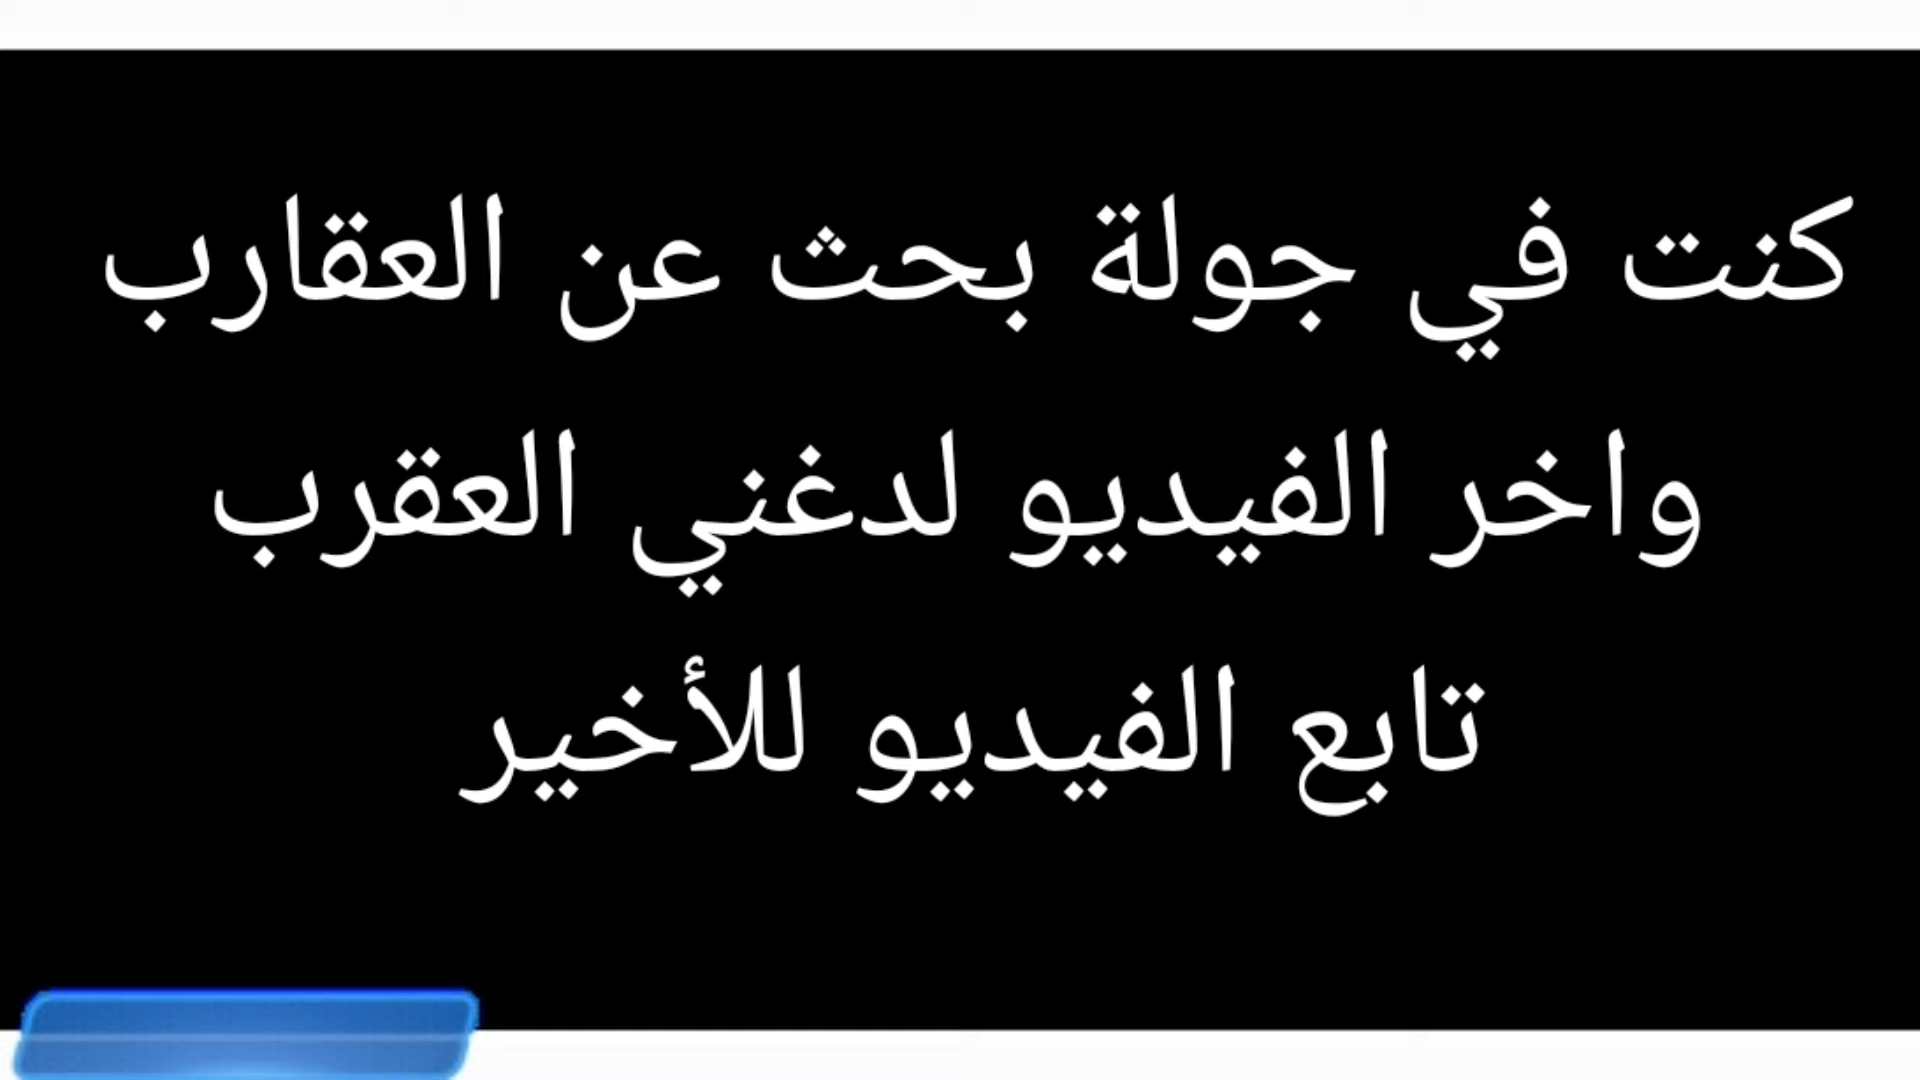 كنت في جولة بحث عن العقارب
واخر الفيديو لدغني العقرب
تابع الفيديو للأخير